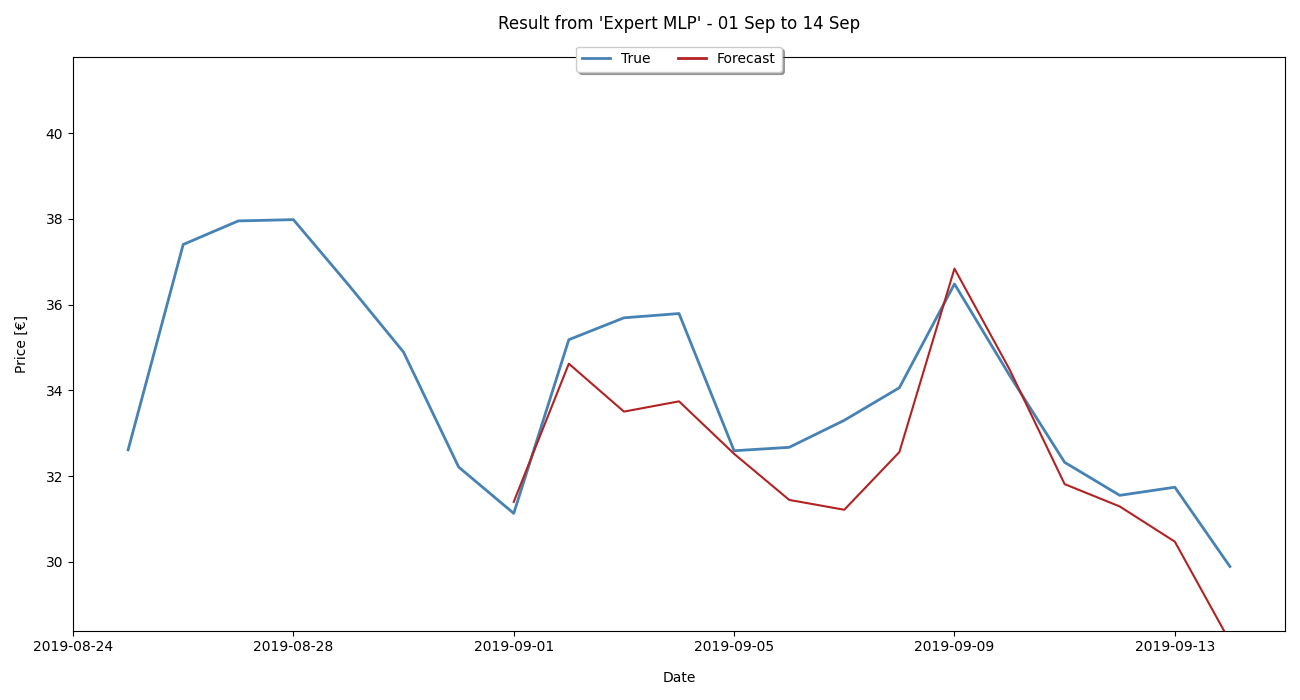 Result from 'Expert MLP' - 01 Sep to 14 Sep
True Forecast
Price [€]
40
38
36
34
32
30
2019-08-24 2019-08-28 2019-09-01 2019-09-05 2019-09-09 2019-09-13
Date